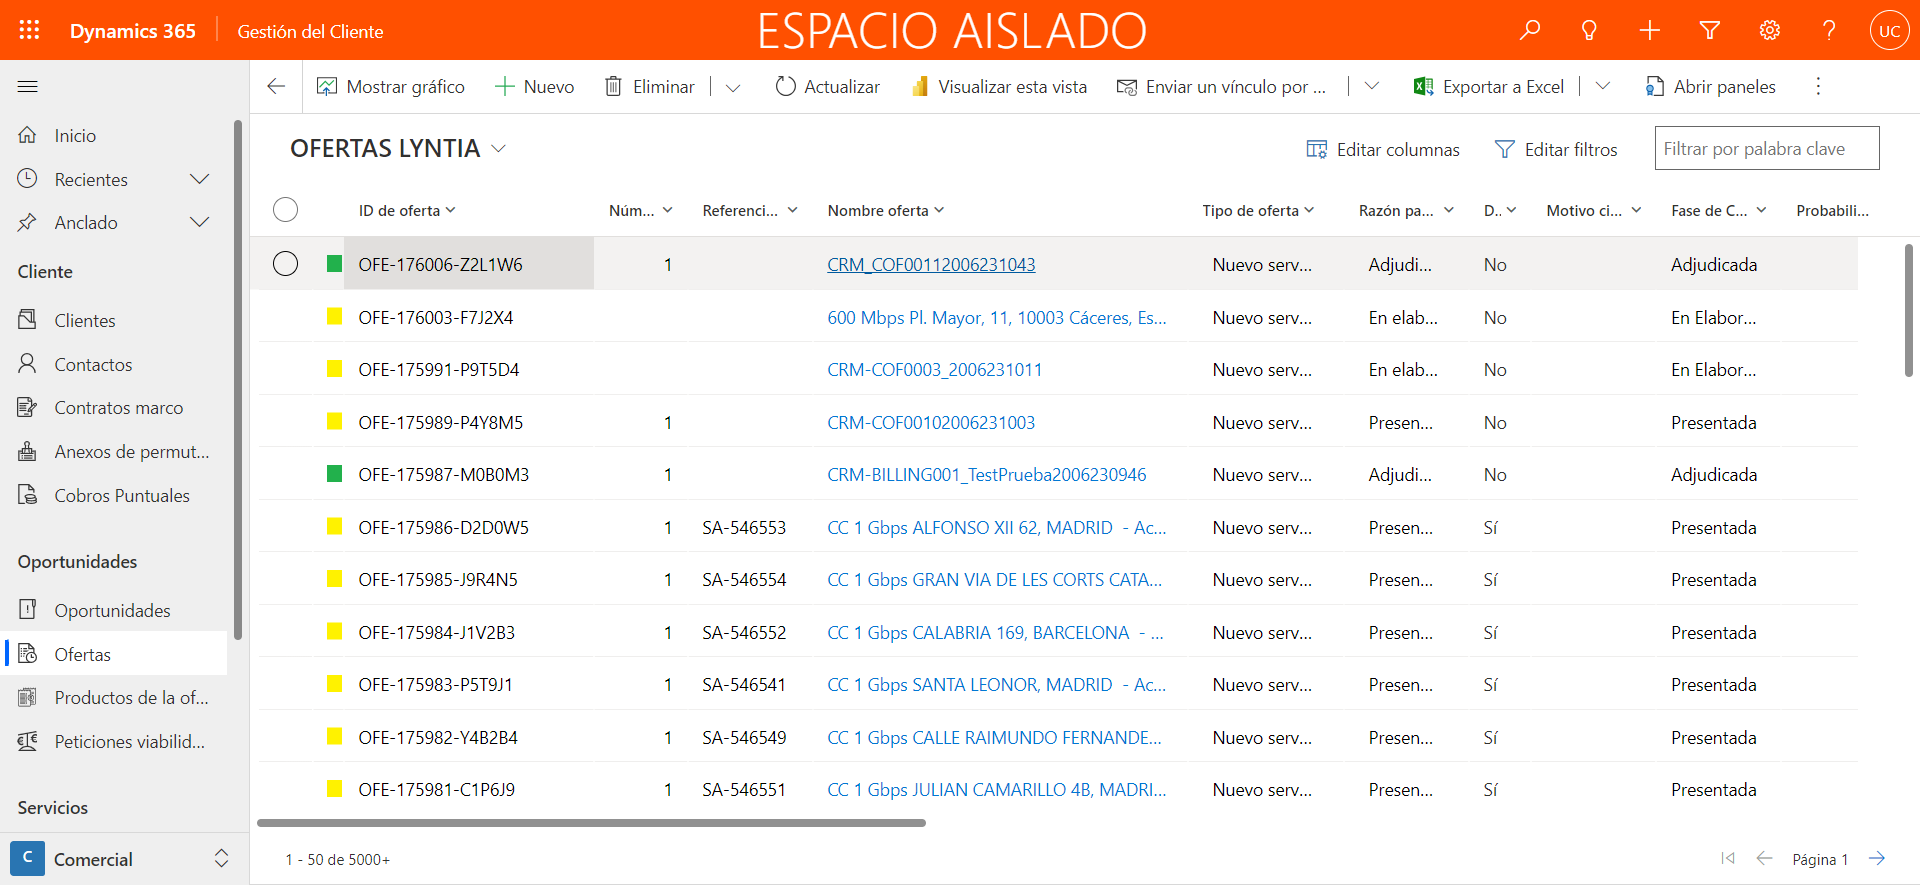 Dynamics 365
Gestión del Cliente
ESPACIO AISLADO
UC
Mostrar gráfico
Nuevo
Eliminar
Actualizar
Visualizar esta vista
Enviar un vínculo por ...
Exportar a Excel
Abrir paneles
Inicio
Recientes
Anclado
Cliente
Clientes
Contactos
Contratos marco
Anexos de permut...
Cobros Puntuales
Oportunidades
Oportunidades
Ofertas
Productos de la of...
Peticiones viabilid...
Servicios
C Comercial
OFERTAS LYNTIA
Editar columnas
Editar filtros
Filtrar por palabra clave
ID de oferta Núm... Referenci... Nombre oferta Tipo de oferta Razón pa... D.. Motivo ci... Fase de C... Probabili...
OFE-176006-Z2L1W6 1 CRM_COF00112006231043 Nuevo serv... Adjudi... No Adjudicada
OFE-176003-F7J2X4 600 Mbps Pl. Mayor, 11, 10003 Cáceres, Es... Nuevo serv... En elab... No En Elabor...
OFE-175991-P9T5D4 CRM-COF0003_2006231011 Nuevo serv... En elab... No En Elabor...
OFE-175989-P4Y8M5 1 CRM-COF00102006231003 Nuevo serv... Presen... No Presentada
OFE-175987-M0B0M3 1 CRM-BILLING001_TestPrueba2006230946 Nuevo serv... Adjudi... No Adjudicada
OFE-175986-D2D0W5 1 SA-546553 CC 1 Gbps ALFONSO XII 62, MADRID - Ac... Nuevo serv... Presen... Sí Presentada
OFE-175985-J9R4N5 1 SA-546554 CC 1 Gbps GRAN VIA DE LES CORTS CATA... Nuevo serv... Presen... Sí Presentada
OFE-175984-J1V2B3 1 SA-546552 CC 1 Gbps CALABRIA 169, BARCELONA - ... Nuevo serv... Presen... Sí Presentada
OFE-175983-P5T9J1 1 SA-546541 CC 1 Gbps SANTA LEONOR, MADRID - Ac... Nuevo serv... Presen... Sí Presentada
OFE-175982-Y4B2B4 1 SA-546549 CC 1 Gbps CALLE RAIMUNDO FERNANDE... Nuevo serv... Presen... Sí Presentada
OFE-175981-C1P6J9 1 SA-546551 CC 1 Gbps JULIAN CAMARILLO 4B, MADRI... Nuevo serv... Presen... Sí Presentada
1 - 50 de 5000+
Página 1